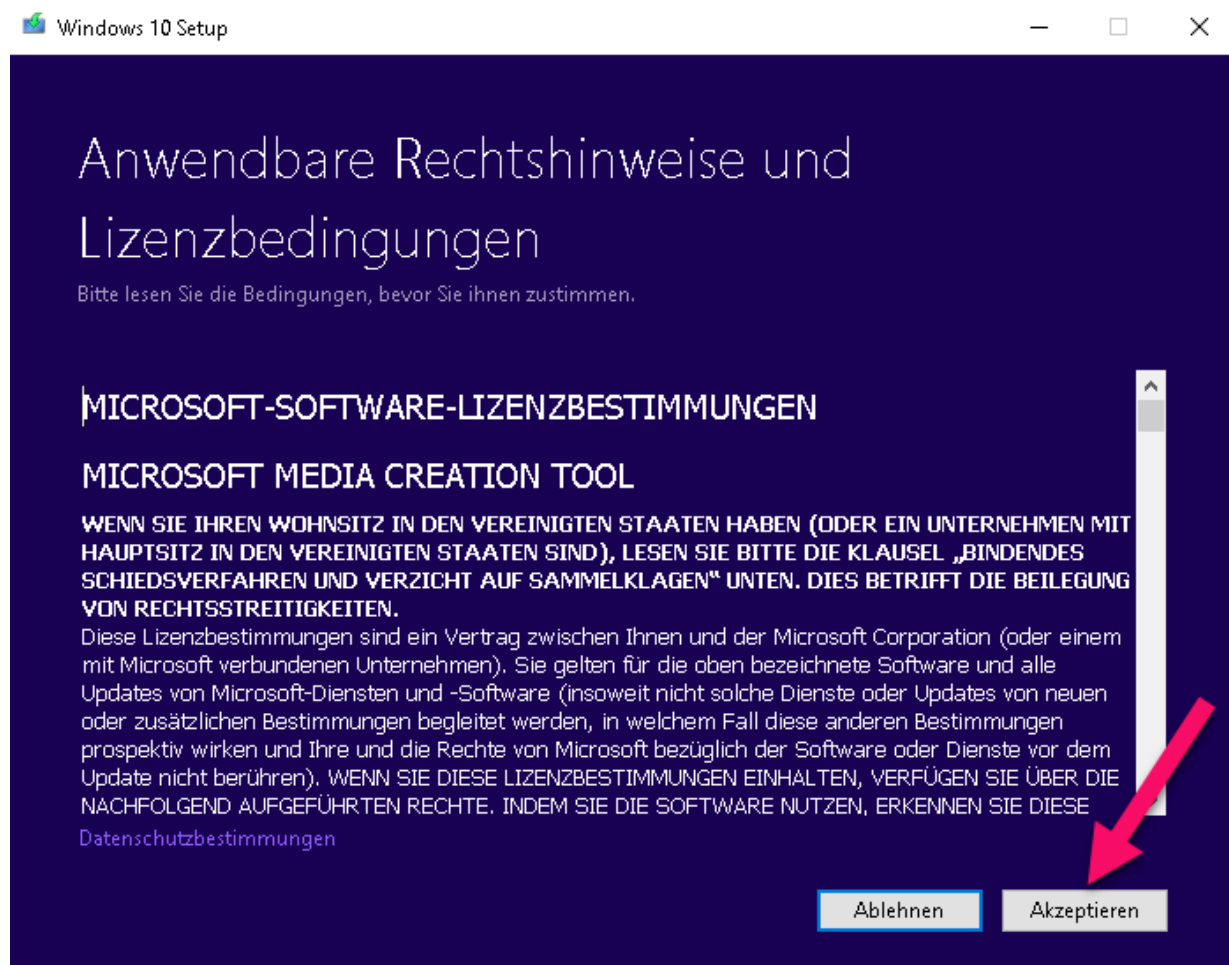 Windows 10 Setup
Anwendbare Rechtshinweise und
Lizenzbedingungen
Bitte lesen Sie die Bedingungen, bevor Sie ihnen zustimmen.
MICROSOFT-SOFTWARE-LIZENZBESTIMMUNGEN
MICROSOFT MEDIA CREATION TOOL
WENN SIE IHREN WOHNSITZ IN DEN VEREINIGTEN STAATEN HABEN (ODER EIN UNTERNEHMEN MIT
HAUPTSITZ IN DEN VEREINIGTEN STAATEN SIND), LESEN SIE BITTE DIE KLAUSEL „BINDENDES
SCHIEDSVERFAHREN UND VERZICHT AUF SAMMELKLAGEN“ UNTEN. DIES BETRIFFT DIE BEILEGUNG
VON RECHTSSTREITIGKEITEN.
Diese Lizenzbestimmungen sind ein Vertrag zwischen Ihnen und der Microsoft Corporation (oder einem
mit Microsoft verbundenen Unternehmen). Sie gelten für die oben bezeichnete Software und alle
Updates von Microsoft-Diensten und -Software (insoweit nicht solche Dienste oder Updates von neuen
oder zusätzlichen Bestimmungen begleitet werden, in welchem Fall diese anderen Bestimmungen
prospektiv wirken und Ihre und die Rechte von Microsoft bezüglich der Software oder Dienste vor dem
Update nicht berühren). WENN SIE DIESE LIZENZBESTIMMUNGEN EINHALTEN, VERFÜGEN SIE ÜBER DIE
NACHFOLGEND AUFGEFÜHRTEN RECHTE. INDEM SIE DIE SOFTWARE NUTZEN, ERKENNEN SIE DIESE
Datenschutzbestimmungen
Ablehnen
Akzeptieren